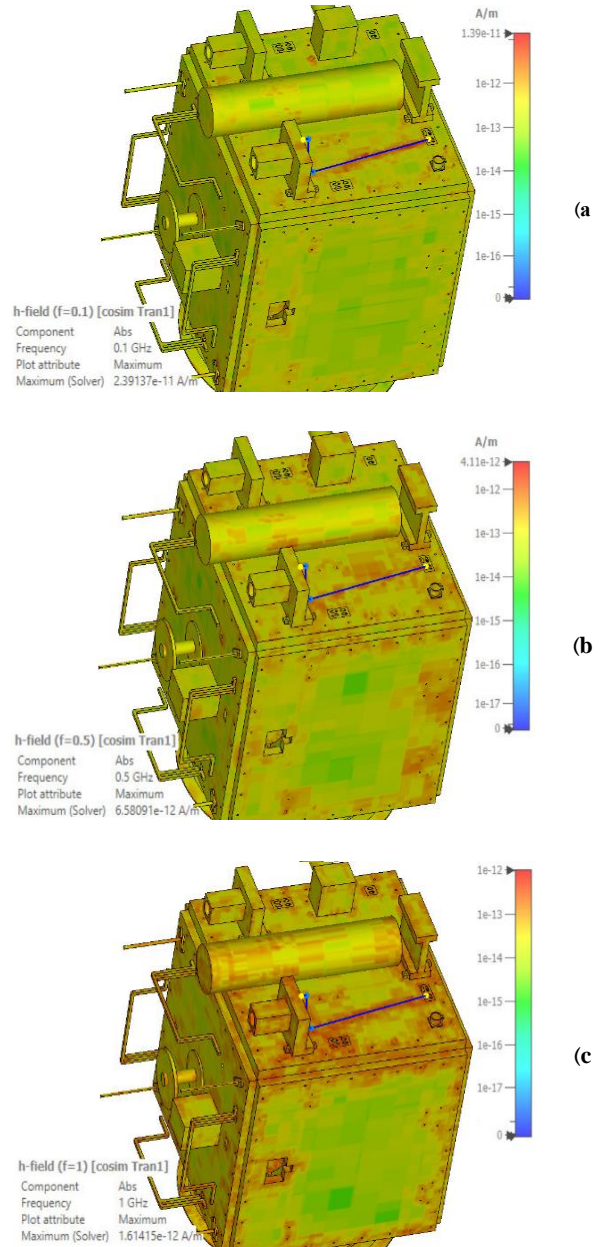 A/m
1.39e-11
1e-12
1e-13
1e-14
1e-15
1e-16
0
(a
h-field (f=0.1) [cosim Tran1]
Component Abs
Frequency 0.1 GHz
Plot attribute Maximum
Maximum (Solver) 2.39137e-11 A/m
A/m
4.11e-12
1e-12
1e-13
1e-14
1e-15
1e-16
1e-17
0
(b
h-field (f=0.5) [cosim Tran1]
Component Abs
Frequency 0.5 GHz
Plot attribute Maximum
Maximum (Solver) 6.58091e-12 A/m
1e-12
1e-13
1e-14
1e-15
1e-16
1e-17
0
(c
h-field (f=1) [cosim Tran1]
Component Abs
Frequency 1 GHz
Plot attribute Maximum
Maximum (Solver) 1.61415e-12 A/m